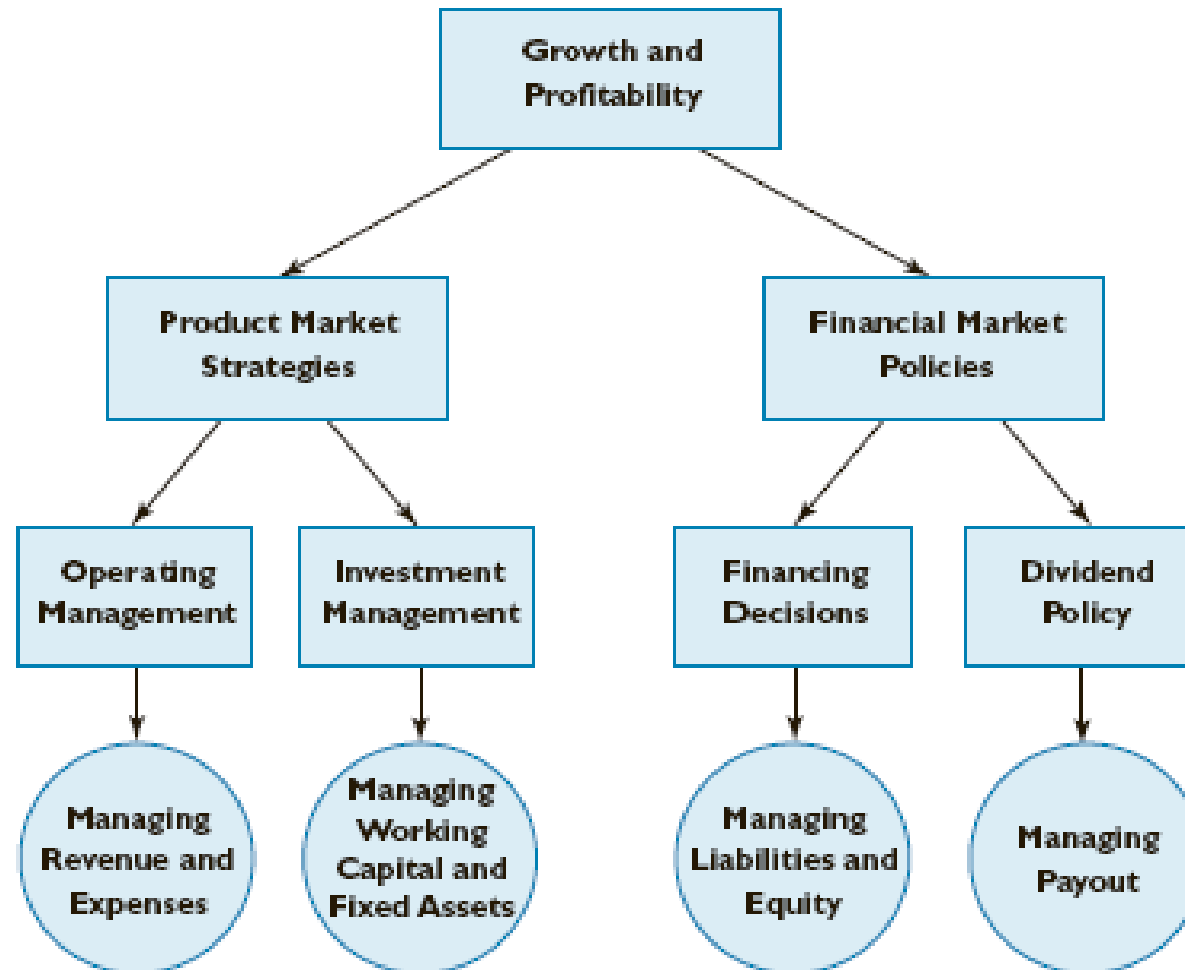 Growth and
Profitability
Product Market
Strategies
Financial Market
Policies
Operating
Management
Investment
Management
Financing
Decisions
Dividend
Policy
Managing
Revenue and
Expenses
Managing
Working
Capital and
Fixed Assets
Managing
Liabilities and
Equity
Managing
Payout